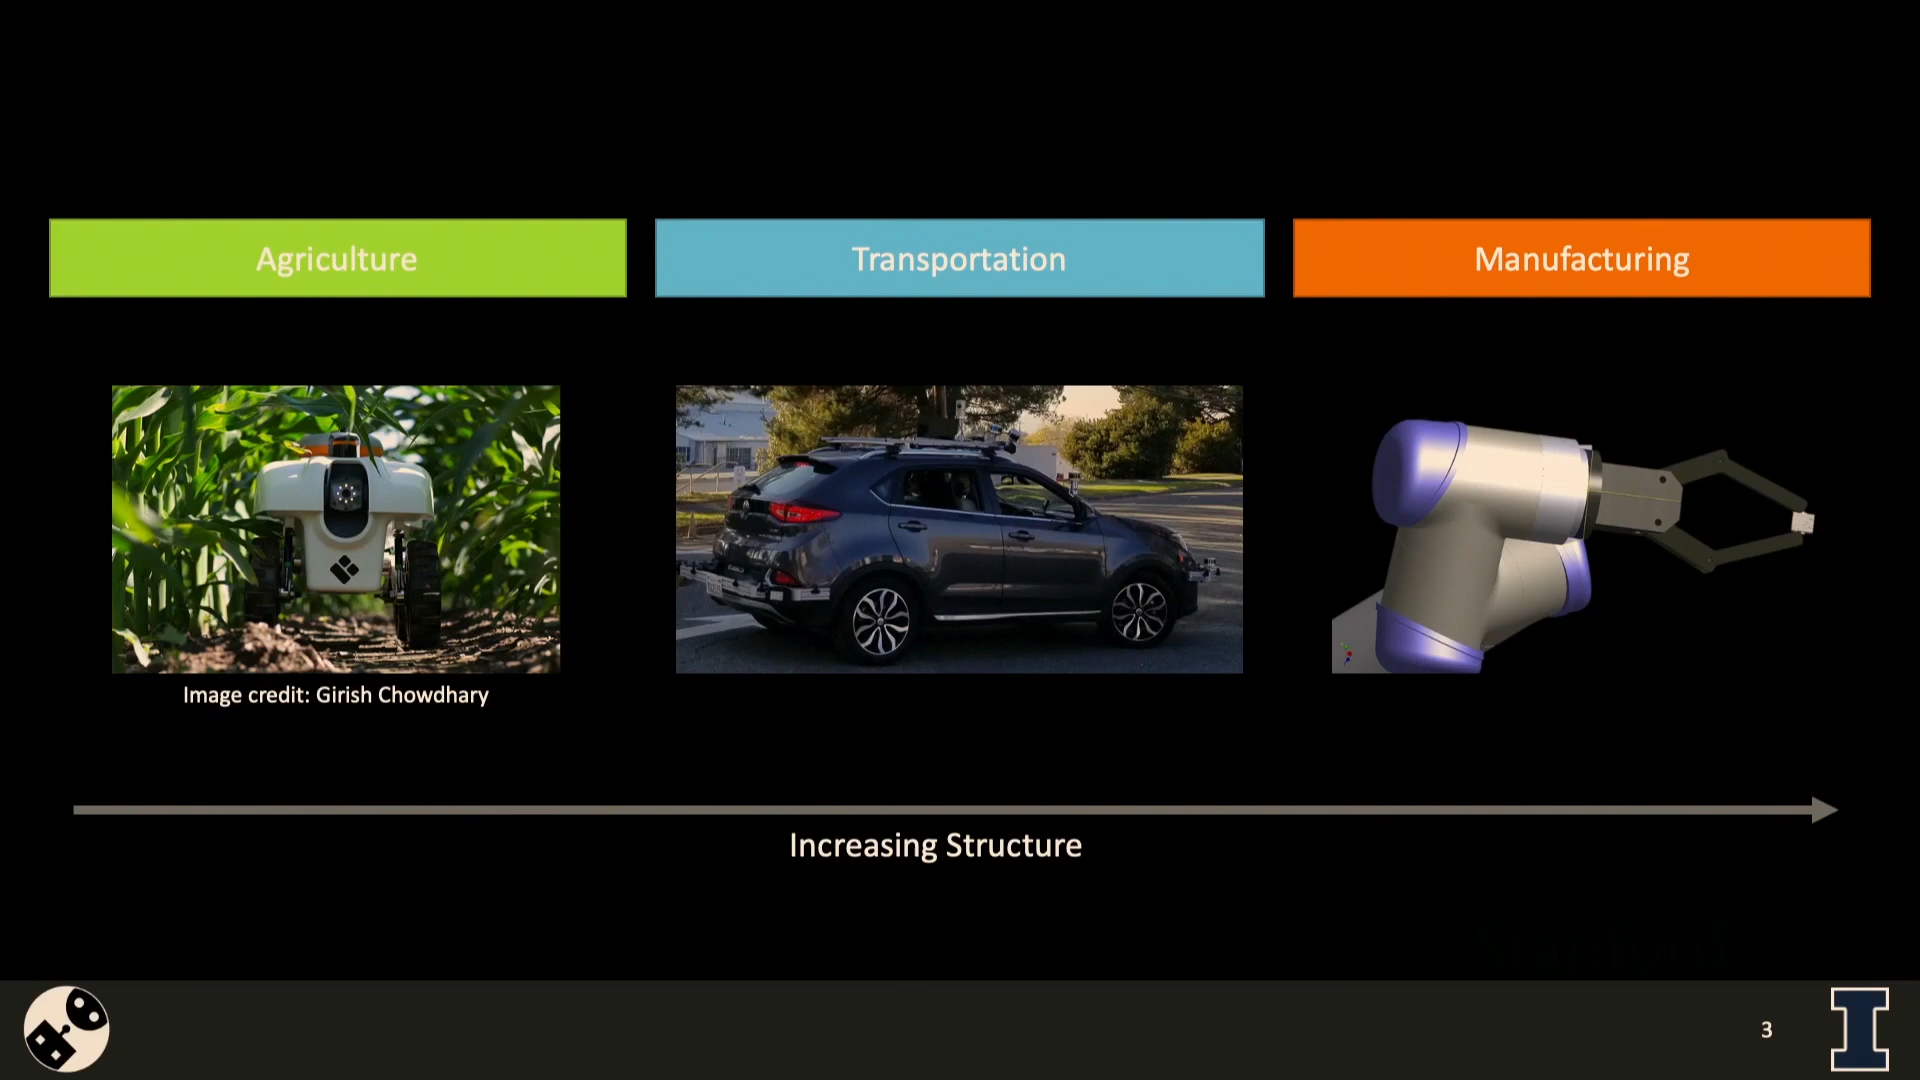 Agriculture
Transportation
Manufacturing
Image credit: Girish Chowdhary
Increasing Structure
3
I